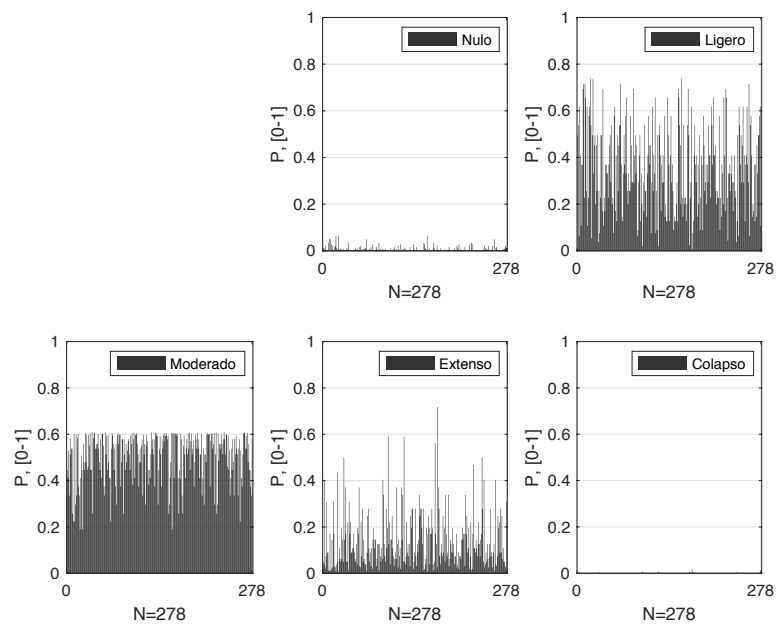 1
0.8
0.6
0.4
0.2
0
P, [0-1]
Nulo
0 278
N=278
1
0.8
0.6
0.4
0.2
0
P, [0-1]
Ligero
0 278
N=278
1
0.8
0.6
0.4
0.2
0
P, [0-1]
Moderado
0 278
N=278
1
0.8
0.6
0.4
0.2
0
P, [0-1]
Extenso
0 278
N=278
1
0.8
0.6
0.4
0.2
0
P, [0-1]
Colapso
0 278
N=278